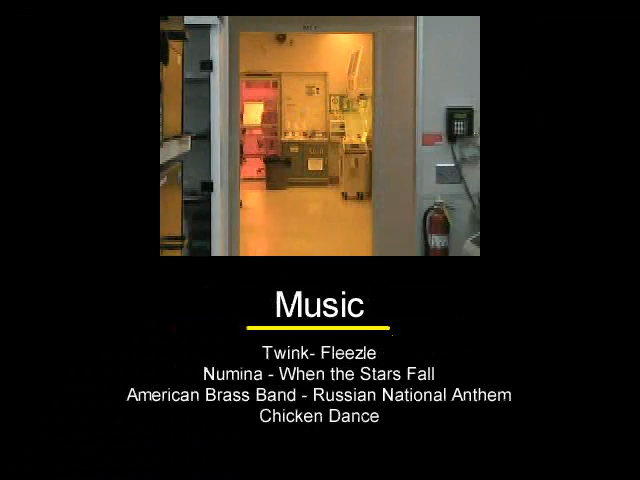 Music
Twink- Fleezle
Numina - When the Stars Fall
American Brass Band - Russian National Anthem
Chicken Dance